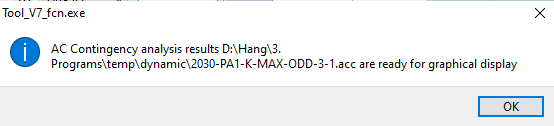 Tool_V7_fcn.exe
AC Contingency analysis results D:\Hang\3.
Programs\temp\dynamic\2030-PA1-K-MAX-ODD-3-1.acc are ready for graphical display
OK